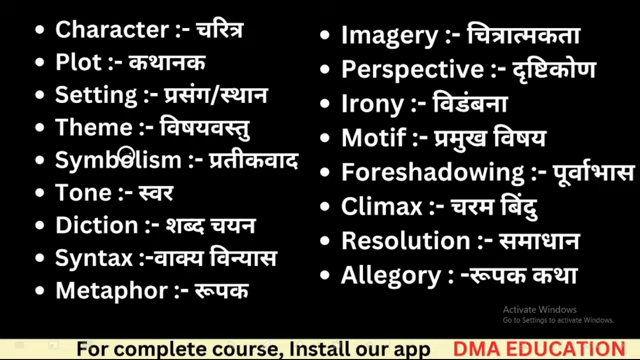 • Character :- चरित्र
• Plot :- कथानक
• Setting :- प्रसंग/स्थान
• Theme :- विषयवस्तु
• Symbolism :- प्रतीकवाद
• Tone :- स्वर
• Diction :- शब्द चयन
• Syntax :-वाक्य विन्यास
• Metaphor :- रूपक
• Imagery :- चित्रात्मकता
• Perspective :- दृष्टिकोण
• Irony :- विडंबना
• Motif :- प्रमुख विषय
• Foreshadowing :- पूर्वाभास
• Climax :- चरम बिंदु
• Resolution :- समाधान
• Allegory : -रूपक कथा
Activate Windows
Go to Settings to activate Windows.
For complete course, Install our app DMA EDUCATION